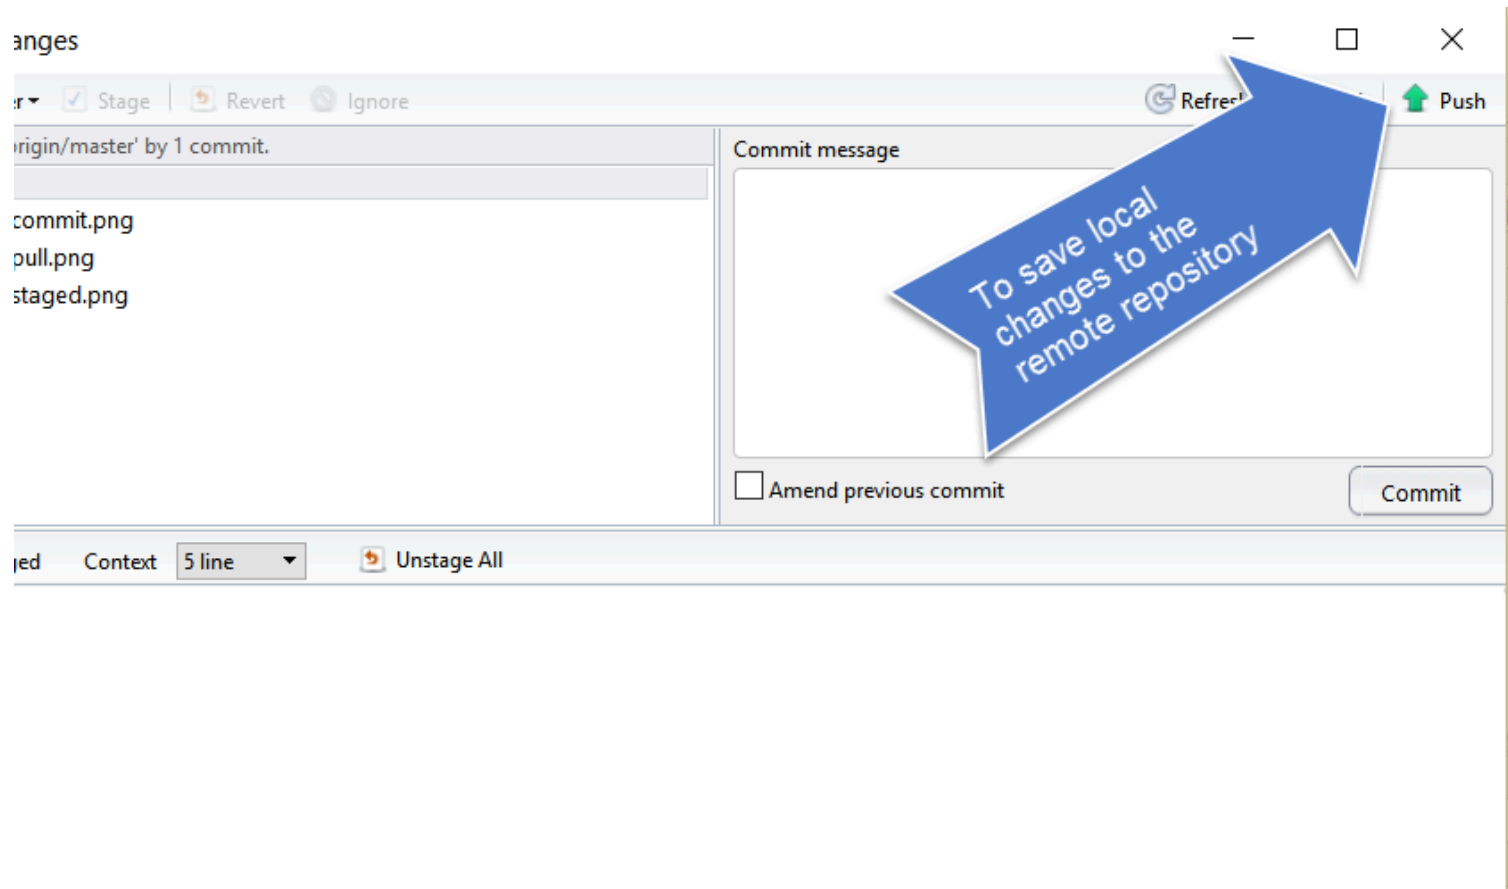 anges
Stage Revert Ignore Push
origin/master' by 1 commit.
Commit message
commit.png
pull.png
staged.png
To save local
changes to the
remote repository
Amend previous commit Commit
Context 5 line Unstage All